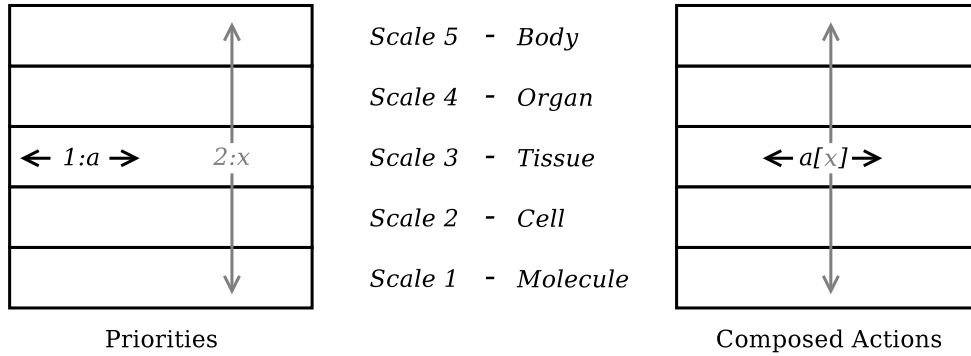 Scale 5 - Body
Scale 4 - Organ
1:a 2:x Scale 3 - Tissue a[x]
Scale 2 - Cell
Scale 1 - Molecule
Priorities Composed Actions